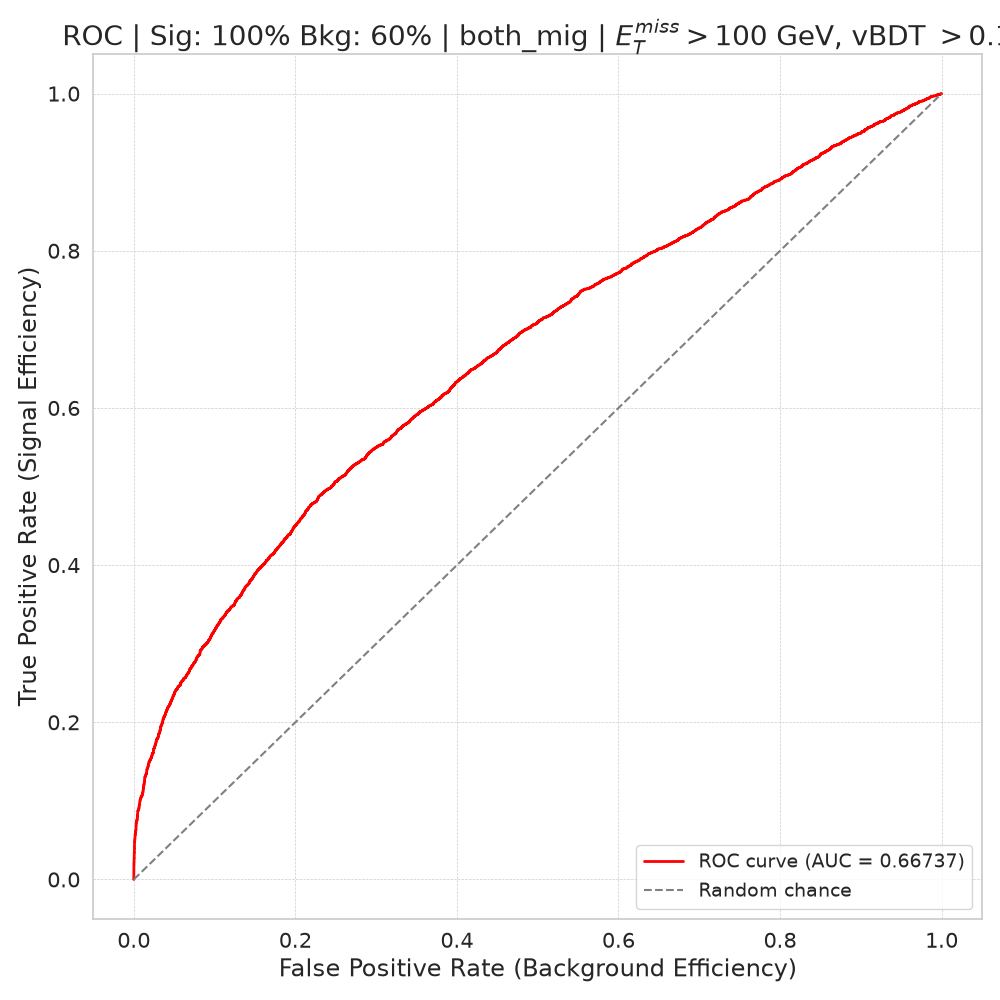 ROC | Sig: 100% Bkg: 60% | both_mig | $E_T^{miss}$ > 100 GeV, vBDT > 0.
1.0
0.8
0.6
0.4
0.2
0.0
True Positive Rate (Signal Efficiency)
ROC curve (AUC = 0.66737)
Random chance
0.0 0.2 0.4 0.6 0.8 1.0
False Positive Rate (Background Efficiency)